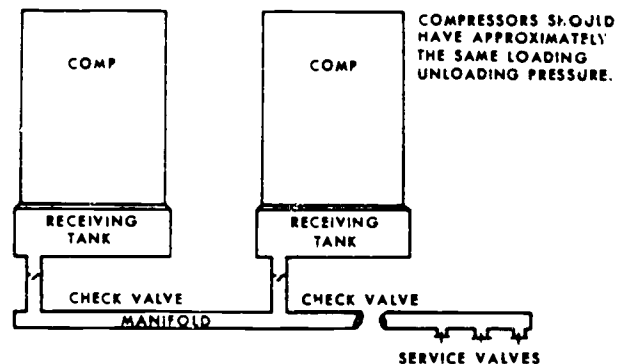 COMPRESSORS SHOULD
HAVE APPROXIMATELY
THE SAME LOADING
UNLOADING PRESSURE.
COMP
COMP
RECEIVING
TANK
RECEIVING
TANK
CHECK VALVE
CHECK VALVE
MANIFOLD
SERVICE VALVES